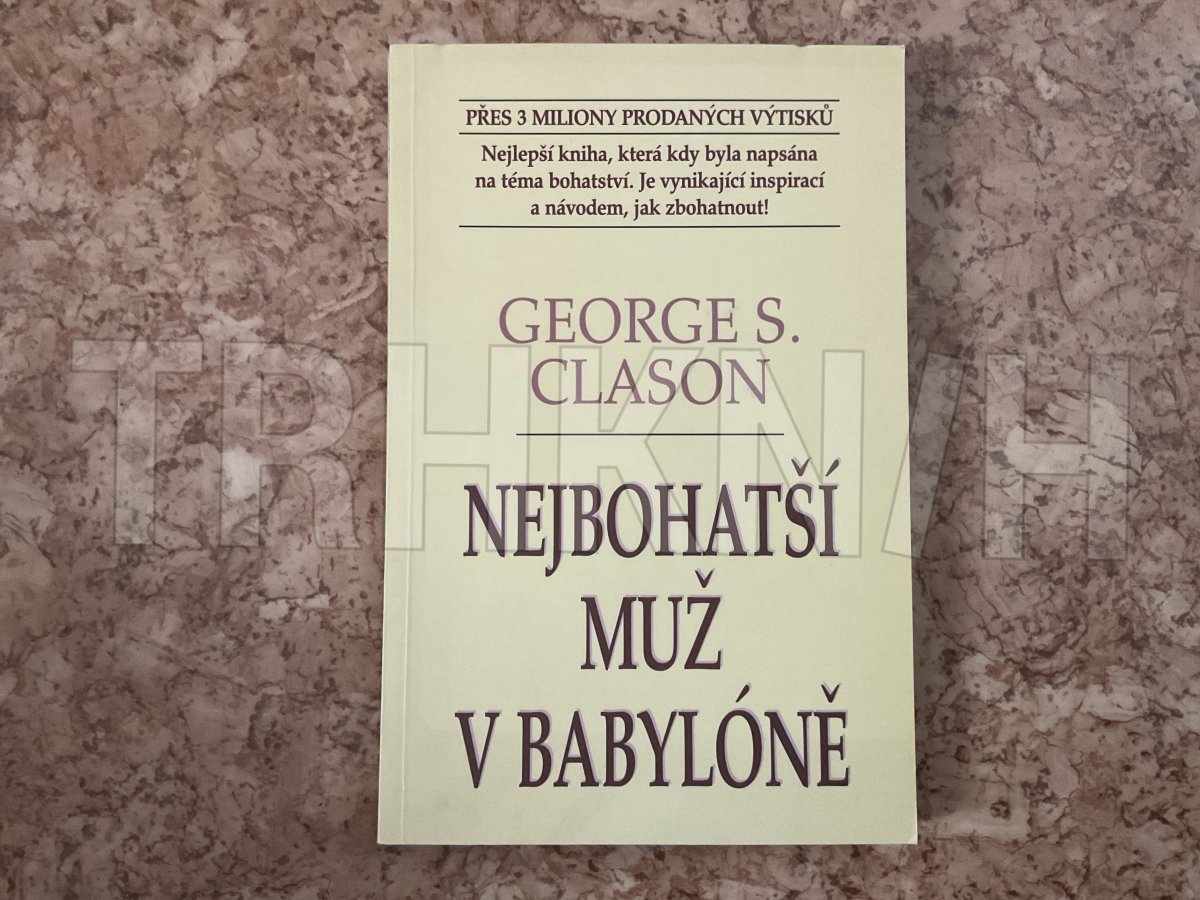 PŘES 3 MILIONY PRODANÝCH VÝTISKŮ
Nejlepší kniha, která kdy byla napsána
na téma bohatství. Je vynikající inspirací
a návodem, jak zbohatnout!
GEORGE S.
CLASON
TRHKNIH
NEJBOHATŠÍ
MUŽ
V BABYLÓNĚ